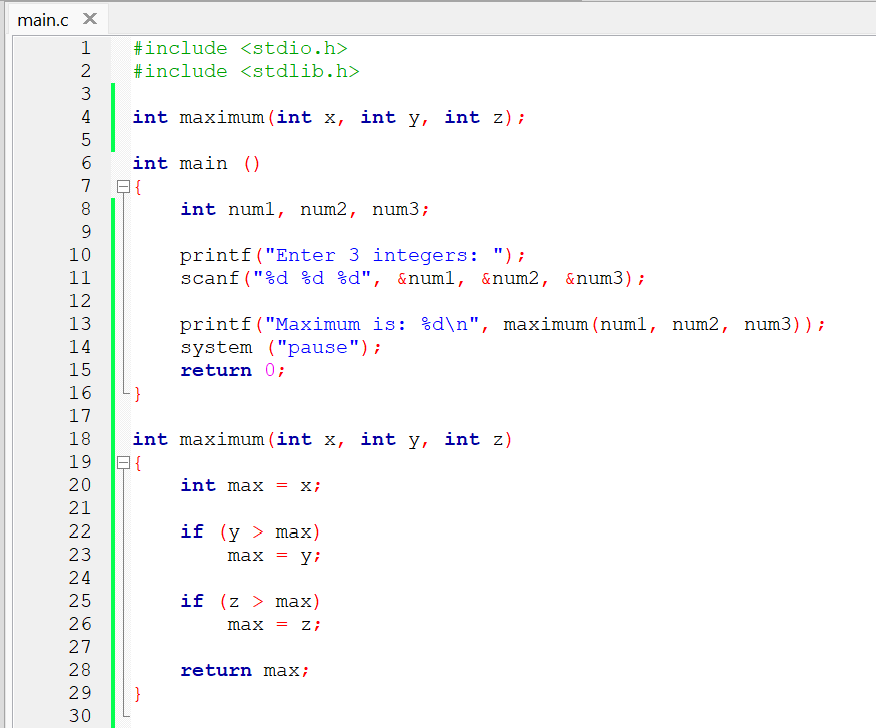 main.c ✕
1 #include <stdio.h>
2 #include <stdlib.h>
3
4 int maximum(int x, int y, int z);
5
6 int main ()
7 {
8     int num1, num2, num3;
9
10     printf("Enter 3 integers: ");
11     scanf("%d %d %d", &num1, &num2, &num3);
12
13     printf("Maximum is: %d\n", maximum(num1, num2, num3));
14     system ("pause");
15     return 0;
16 }
17
18 int maximum(int x, int y, int z)
19 {
20     int max = x;
21
22     if (y > max)
23         max = y;
24
25     if (z > max)
26         max = z;
27
28     return max;
29 }
30